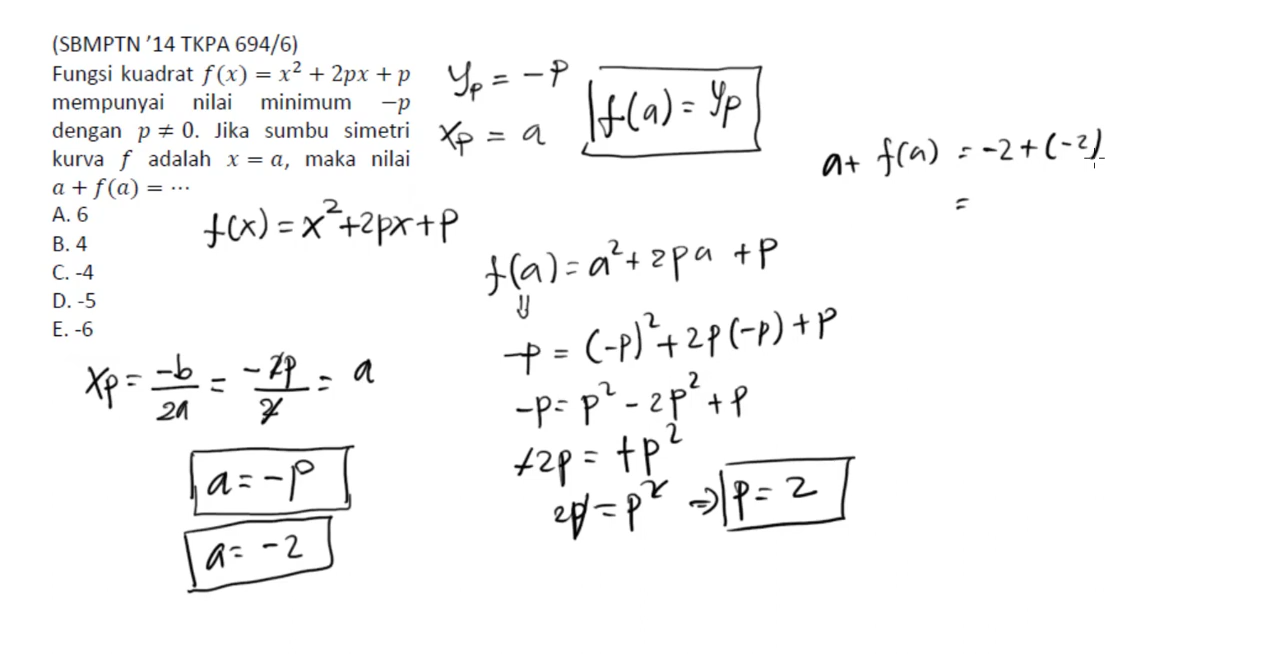 (SBMPTN '14 TKPA 694/6)
Fungsi kuadrat f(x) = x² + 2px + p
mempunyai nilai minimum −p
dengan p ≠ 0. Jika sumbu simetri
kurva f adalah x = a, maka nilai
a + f(a) = ⋯
A. 6
B. 4
C. -4
D. -5
E. -6
yp = -p
xp = a
f(a) = yp
a + f(a) = -2 + (-2)
=
f(x) = x² + 2px + p
f(a) = a² + 2pa + p
⇓
-p = (-p)² + 2p(-p) + p
-p = p² - 2p² + p
+2p = +p²
2p = p² ⇒ p = 2
xp = -b/2a = -2p/2 = a
a = -p
a = -2